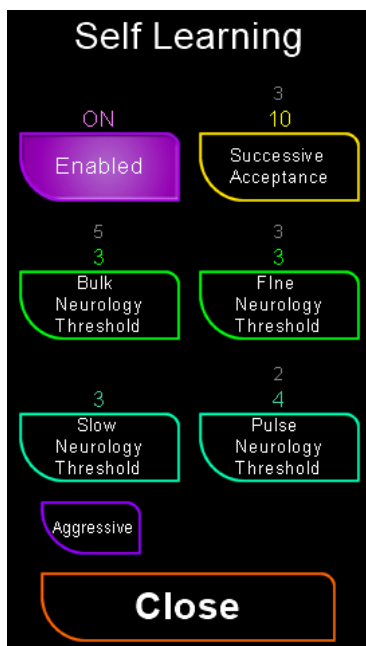 Self Learning
3
ON
10
Enabled
Successive
Acceptance
5
3
3
3
Bulk
Neurology
Threshold
FIne
Neurology
Threshold
2
3
4
Slow
Neurology
Threshold
Pulse
Neurology
Threshold
Aggressive
Close